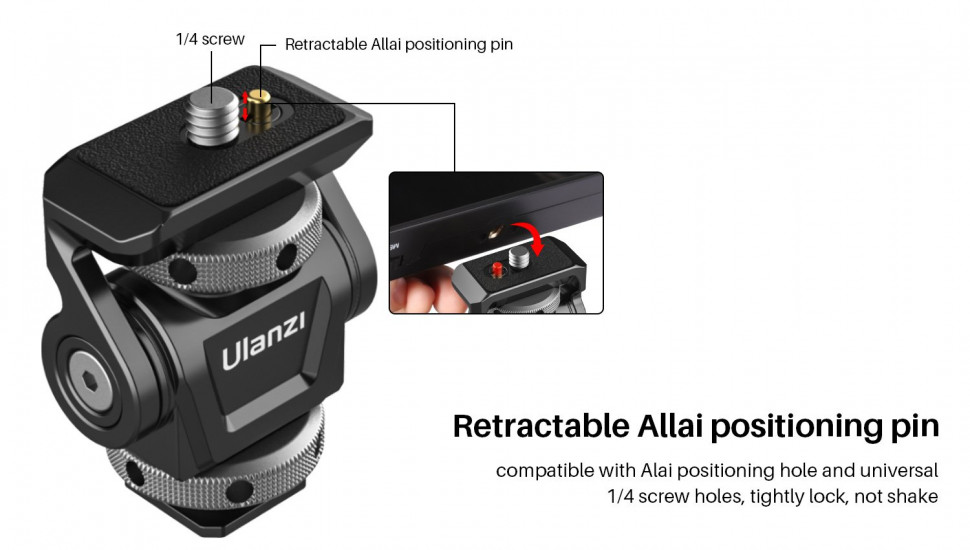 1/4 screw
Retractable Allai positioning pin
Ulanzi
Retractable Allai positioning pin
compatible with Alai positioning hole and universal
1/4 screw holes, tightly lock, not shake